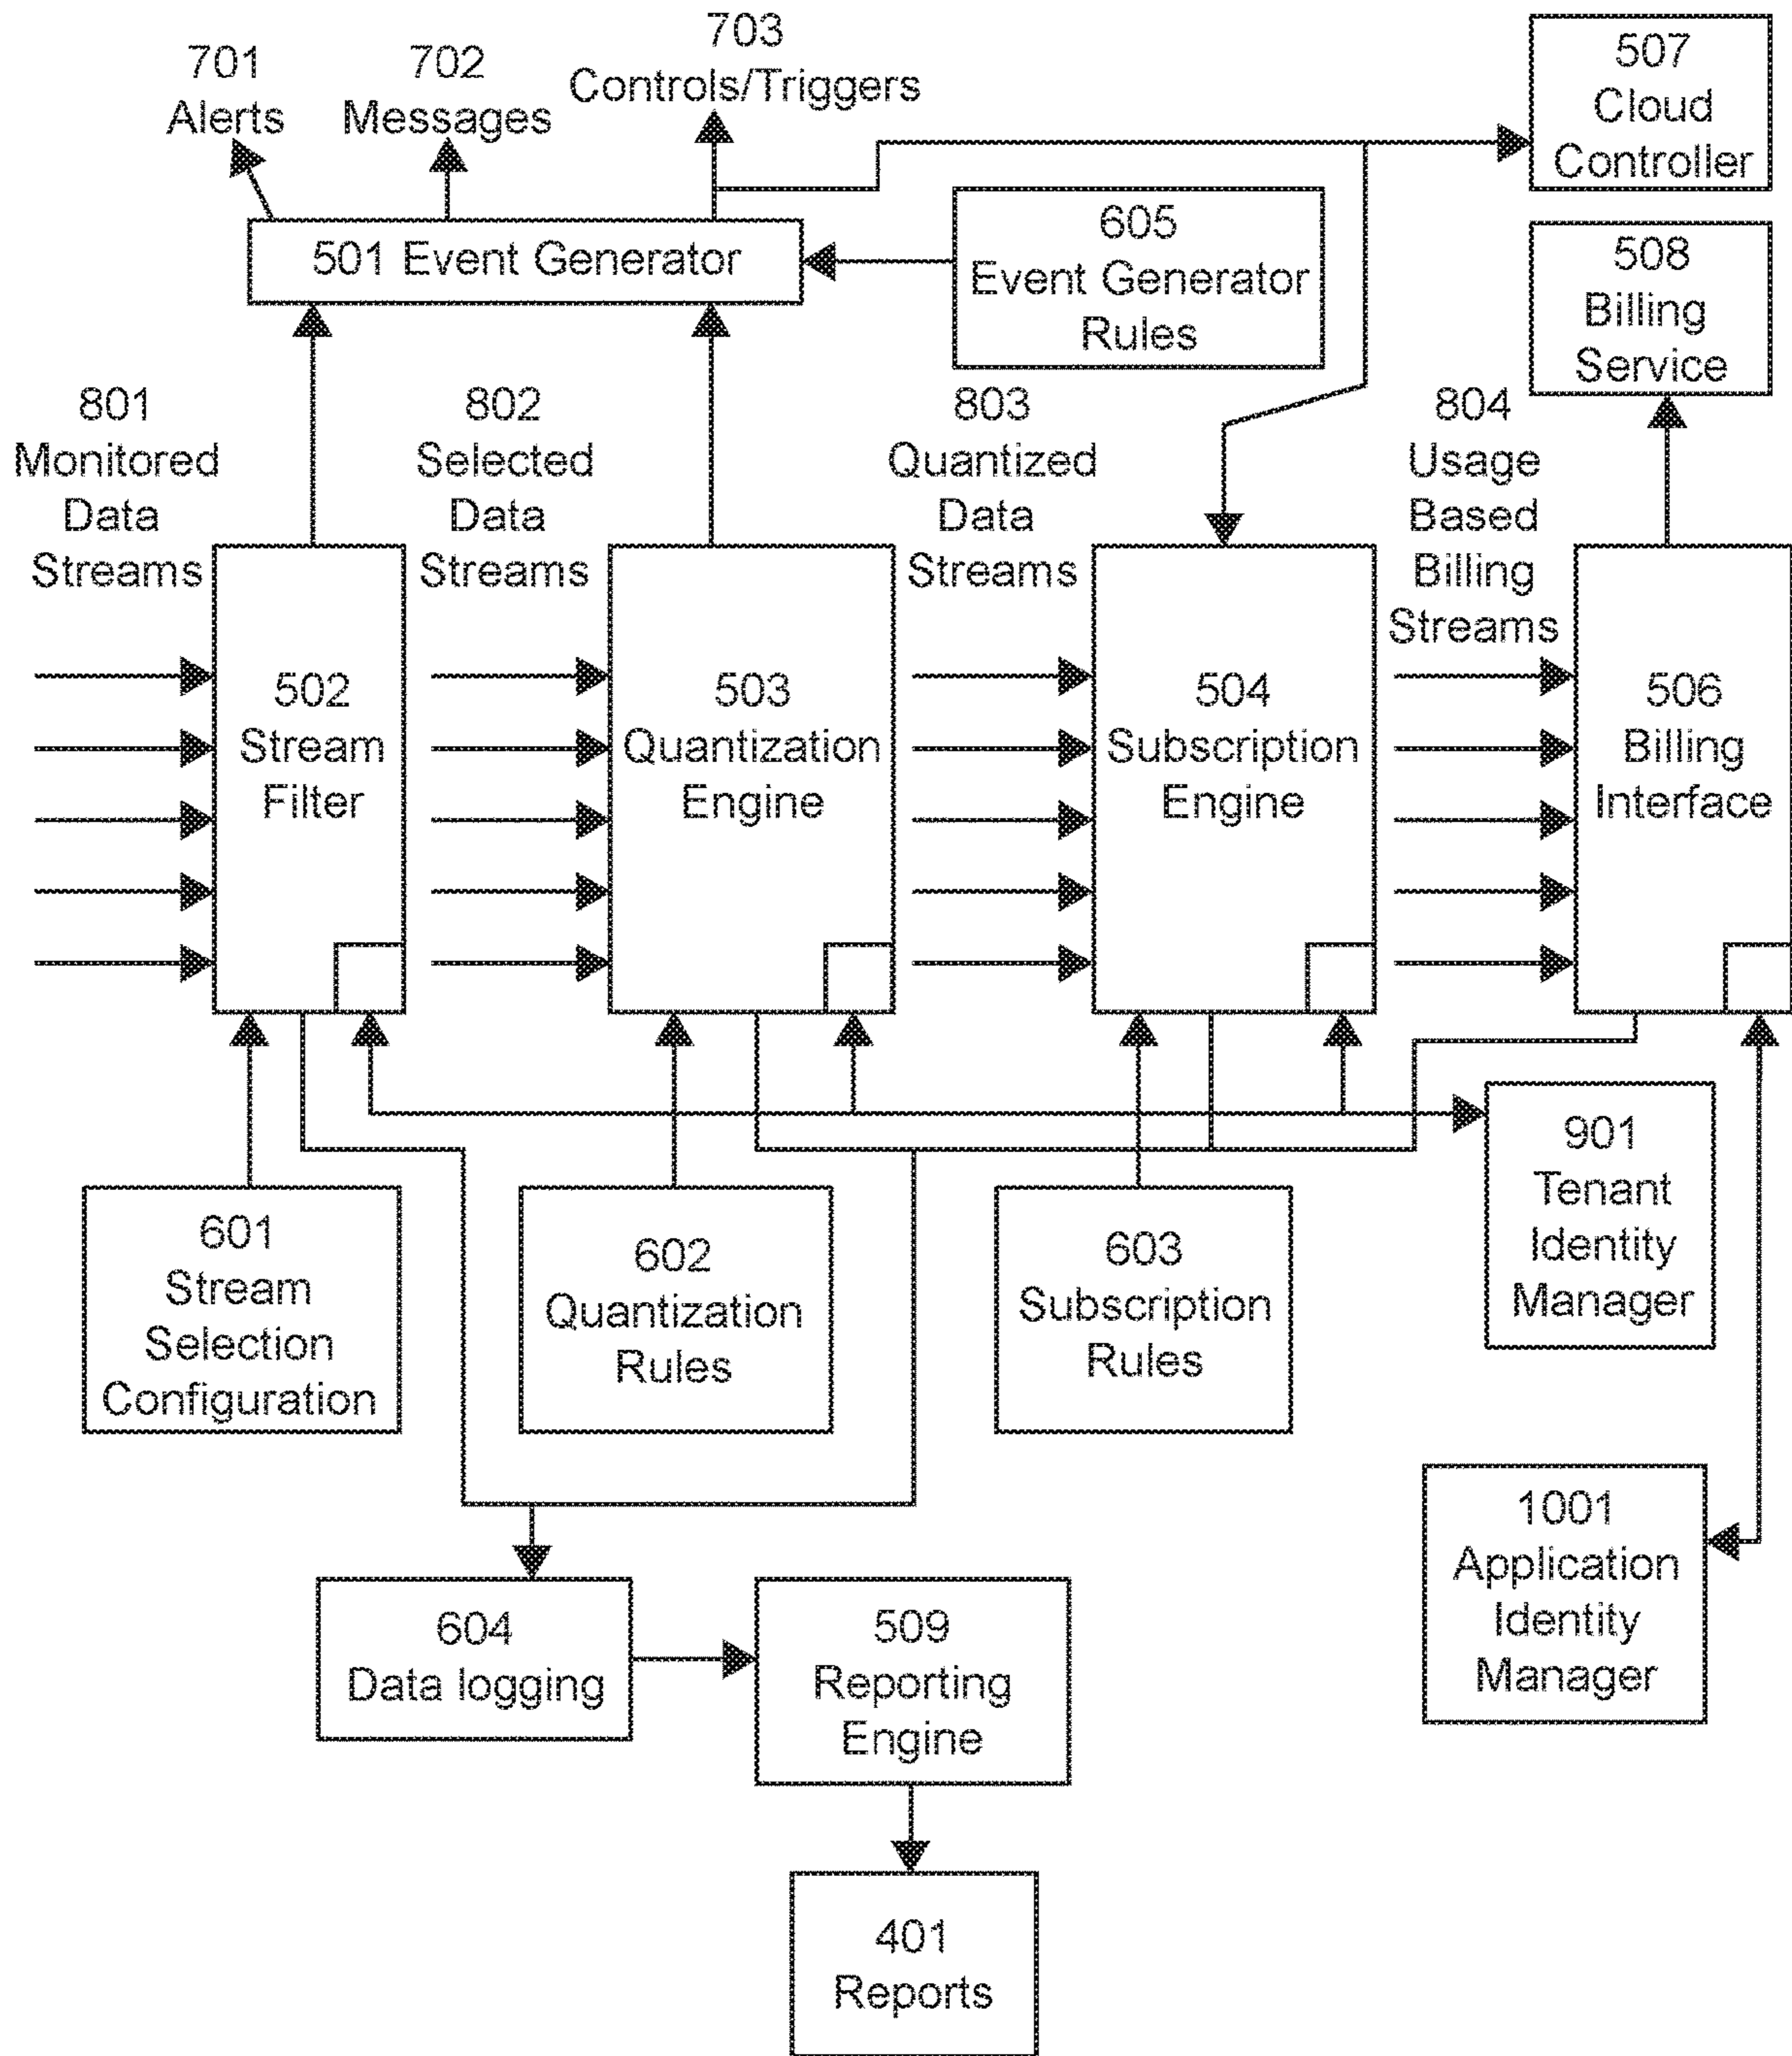 703
Controls/Triggers
701
Alerts
702
Messages
507
Cloud
Controller
501 Event Generator
605
Event Generator
Rules
508
Billing
Service
801
Monitored
Data
Streams
802
Selected
Data
Streams
803
Quantized
Data
Streams
804
Usage
Based
Billing
Streams
502
Stream
Filter
503
Quantization
Engine
504
Subscription
Engine
506
Billing
Interface
901
Tenant
Identity
Manager
601
Stream
Selection
Configuration
602
Quantization
Rules
603
Subscription
Rules
1001
Application
Identity
Manager
604
Data logging
509
Reporting
Engine
401
Reports